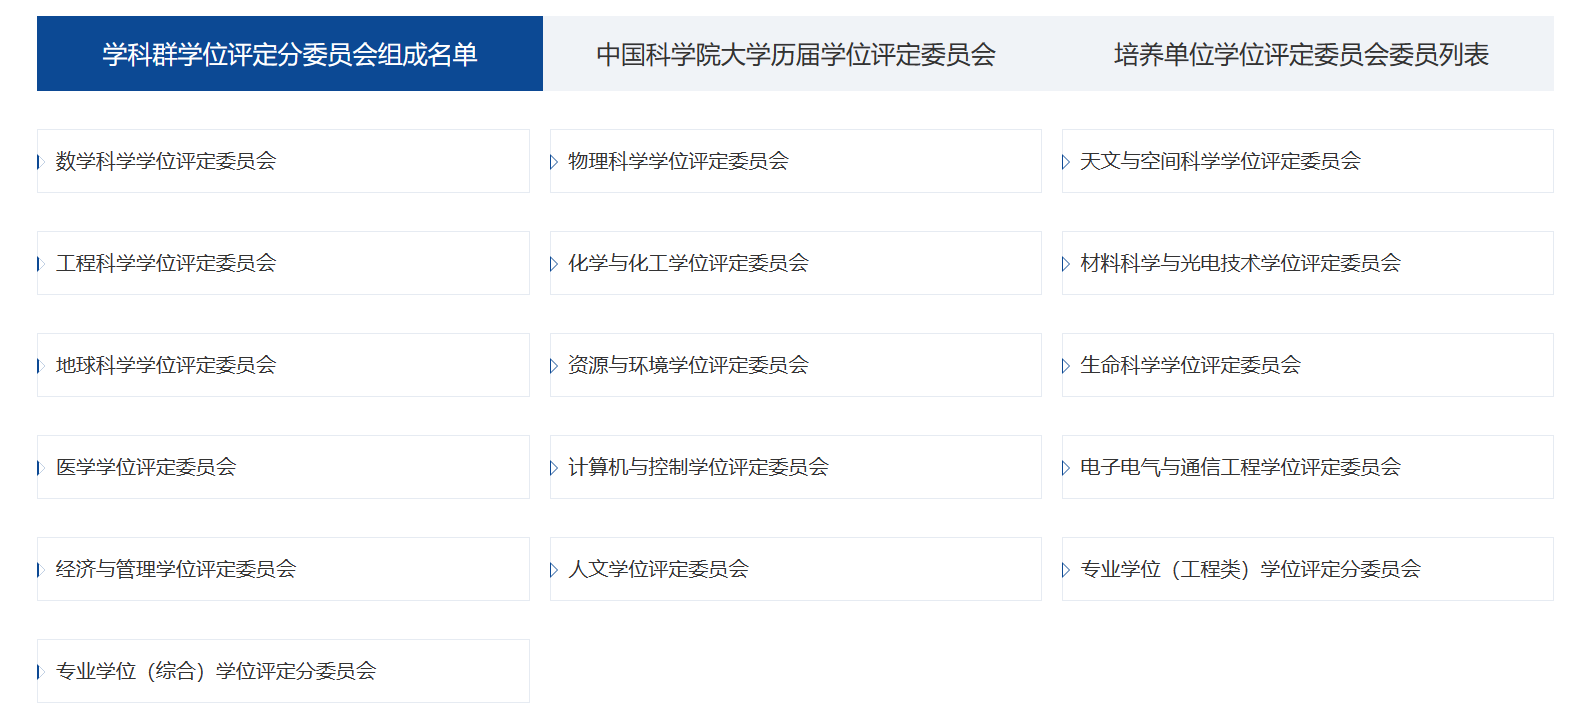 学科群学位评定分委员会组成名单
中国科学院大学历届学位评定委员会
培养单位学位评定委员会委员列表
数学科学学位评定委员会
物理科学学位评定委员会
天文与空间科学学位评定委员会
工程科学学位评定委员会
化学与化工学位评定委员会
材料科学与光电技术学位评定委员会
地球科学学位评定委员会
资源与环境学位评定委员会
生命科学学位评定委员会
医学学位评定委员会
计算机与控制学位评定委员会
电子电气与通信工程学位评定委员会
经济与管理学位评定委员会
人文学位评定委员会
专业学位（工程类）学位评定分委员会
专业学位（综合）学位评定分委员会